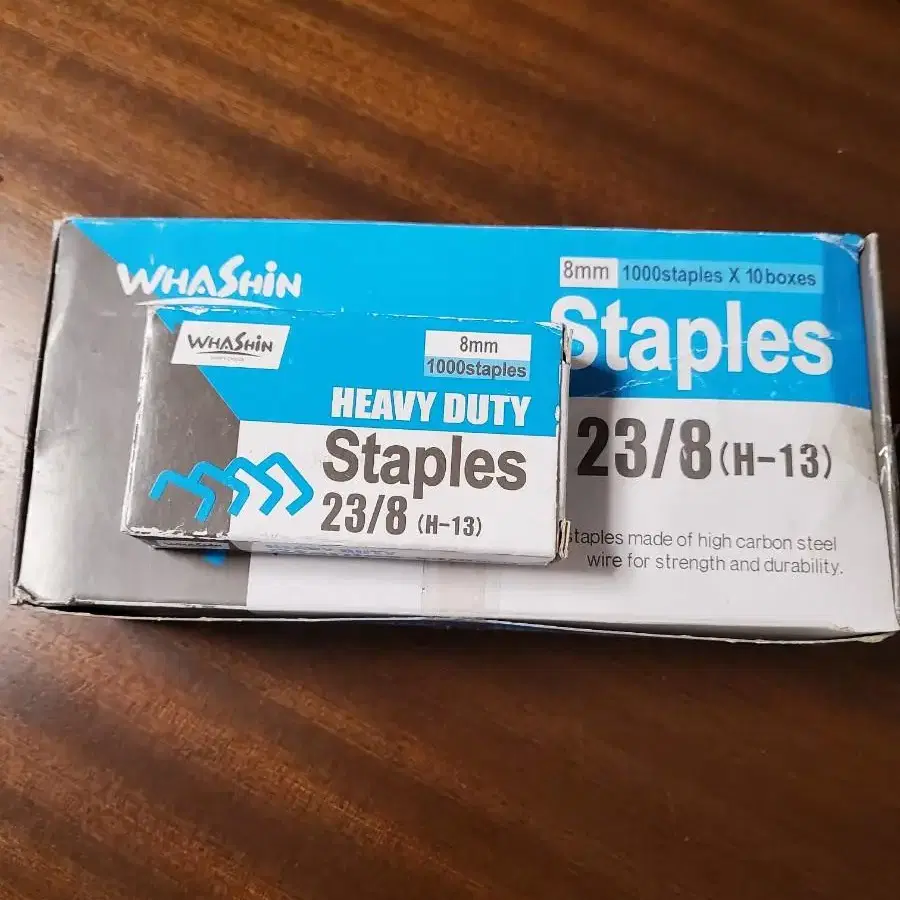 WHASHIN
8mm
1000staples X 10boxes
Staples
23/8 (H-13)
staples made of high carbon steel
wire for strength and durability.
WHASHIN
8mm
1000staples
HEAVY DUTY
Staples
23/8 (H-13)